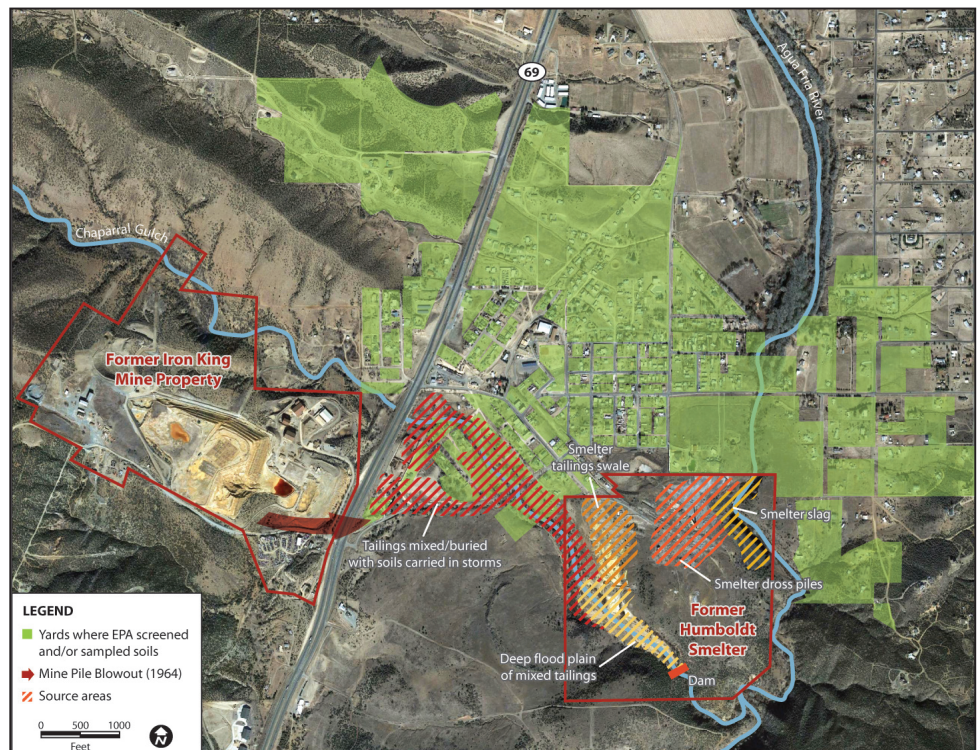 69
Agua Fria River
Chaparral Gulch
Former Iron King
Mine Property
Smelter
tailings swale
Smelter slag
Tailings mixed/buried
with soils carried in storms
Smelter dross piles
Former
Humboldt
Smelter
Deep flood plain
of mixed tailings
Dam
LEGEND
Yards where EPA screened
and/or sampled soils
Mine Pile Blowout (1964)
Source areas
0 500 1000
Feet
N